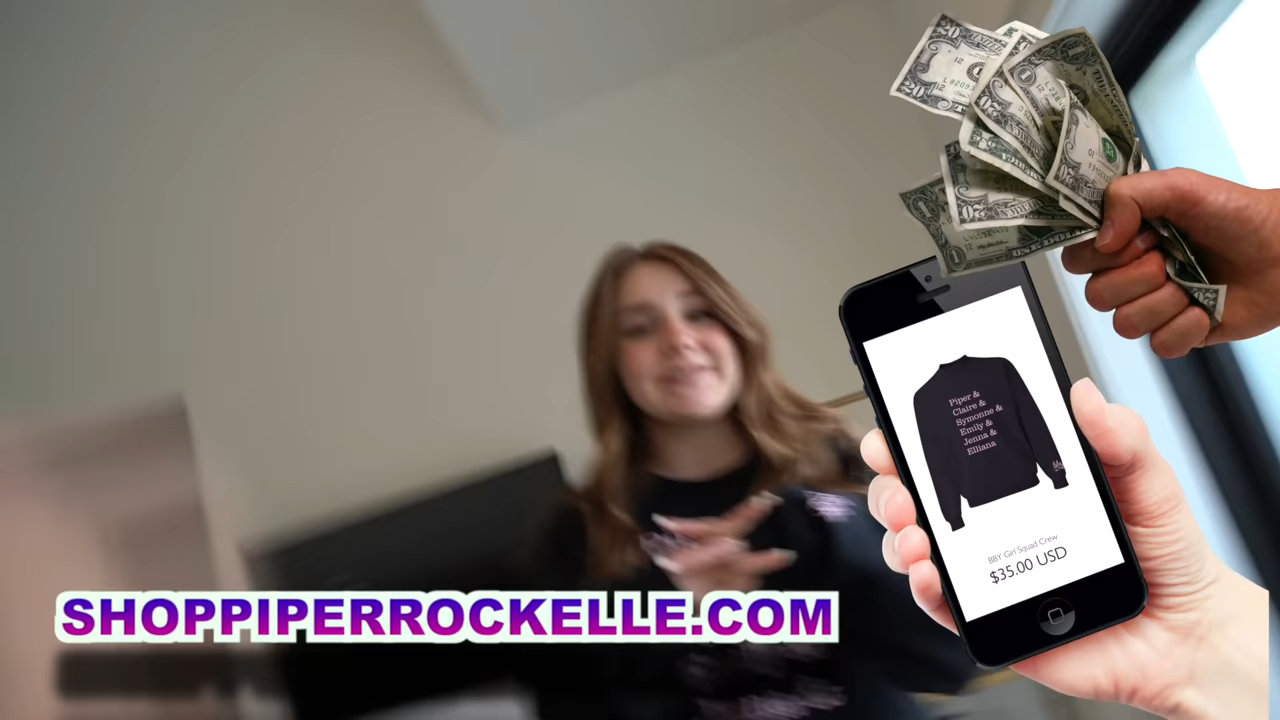 Piper &
Claire &
Symonne &
Emily &
Jenna &
Elliana
BBY Girl Squad Crew
$35.00 USD
SHOPPIPERROCKELLE.COM